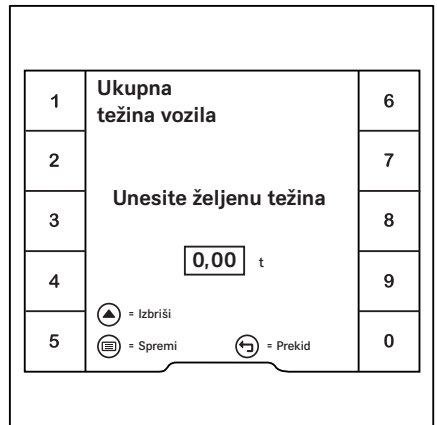 Ukupna
težina vozila
1
2
3
4
5
6
7
8
9
0
Unesite željenu težina
0,00 t
= Izbriši
= Spremi
= Prekid